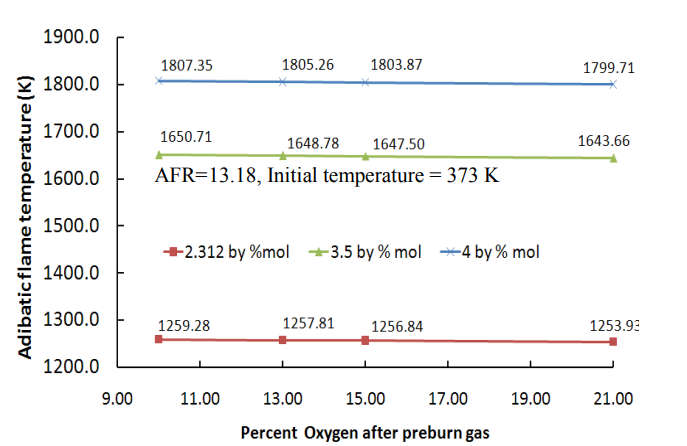 1900.0
1800.0
1700.0
1600.0
1500.0
1400.0
1300.0
1200.0
Adibatic flame temperature (K)
1807.35 1805.26 1803.87 1799.71
1650.71 1648.78 1647.50 1643.66
AFR=13.18, Initial temperature = 373 K
2.312 by %mol 3.5 by % mol 4 by % mol
1259.28 1257.81 1256.84 1253.93
9.00 11.00 13.00 15.00 17.00 19.00 21.00
Percent Oxygen after preburn gas